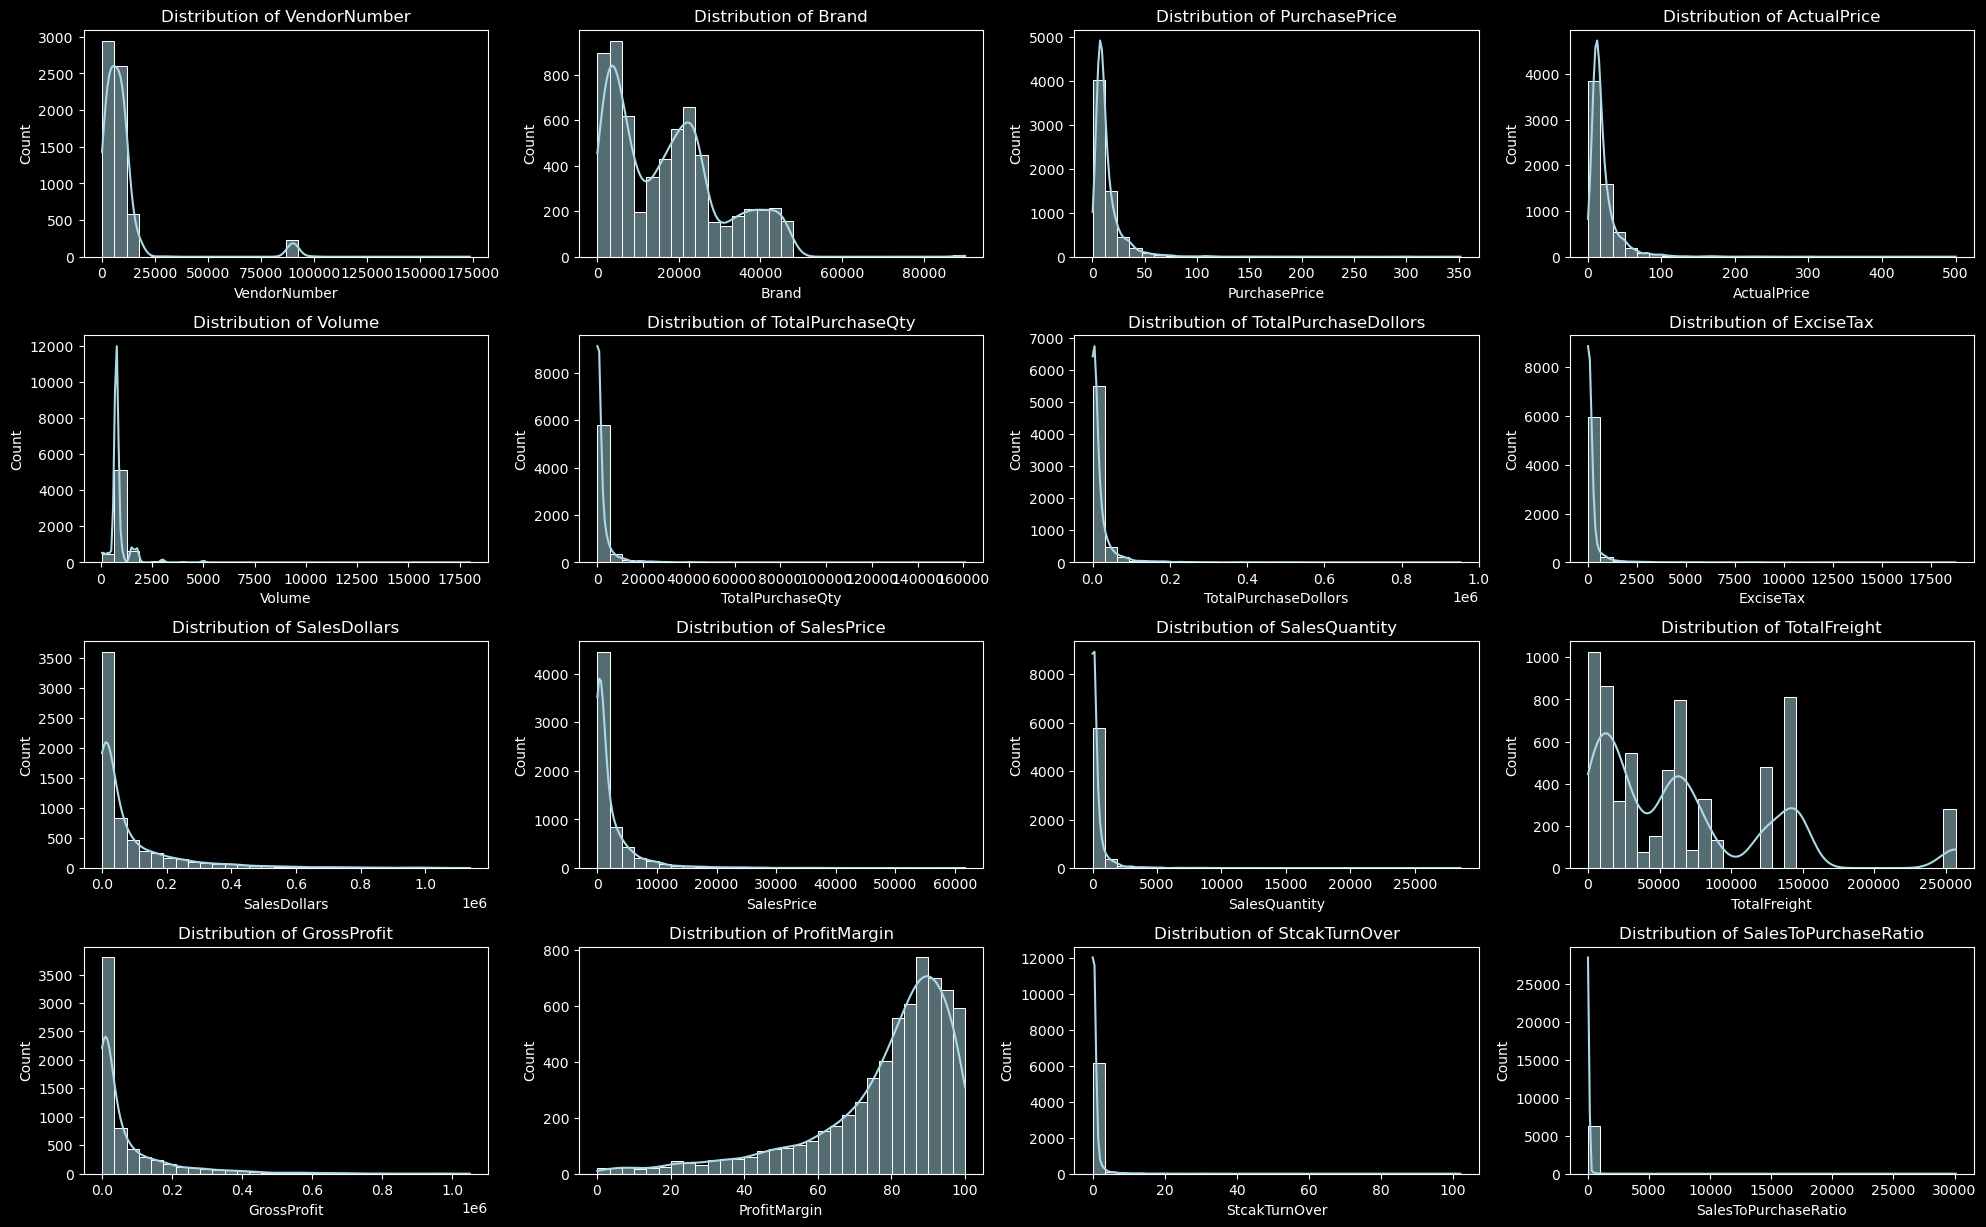 Distribution of VendorNumber
Count
3000
2500
2000
1500
1000
500
0
0 25000 50000 75000 100000 125000 150000 175000
VendorNumber
Distribution of Brand
Count
800
600
400
200
0
0 20000 40000 60000 80000
Brand
Distribution of PurchasePrice
Count
5000
4000
3000
2000
1000
0
0 50 100 150 200 250 300 350
PurchasePrice
Distribution of ActualPrice
Count
4000
3000
2000
1000
0
0 100 200 300 400 500
ActualPrice
Distribution of Volume
Count
12000
10000
8000
6000
4000
2000
0
0 2500 5000 7500 10000 12500 15000 17500
Volume
Distribution of TotalPurchaseQty
Count
8000
6000
4000
2000
0
0 20000 40000 60000 80000 100000 120000 140000 160000
TotalPurchaseQty
Distribution of TotalPurchaseDollors
Count
7000
6000
5000
4000
3000
2000
1000
0
0.0 0.2 0.4 0.6 0.8 1.0
1e6
TotalPurchaseDollors
Distribution of ExciseTax
Count
8000
6000
4000
2000
0
0 2500 5000 7500 10000 12500 15000 17500
ExciseTax
Distribution of SalesDollars
Count
3500
3000
2500
2000
1500
1000
500
0
0.0 0.2 0.4 0.6 0.8 1.0
1e6
SalesDollars
Distribution of SalesPrice
Count
4000
3000
2000
1000
0
0 10000 20000 30000 40000 50000 60000
SalesPrice
Distribution of SalesQuantity
Count
8000
6000
4000
2000
0
0 5000 10000 15000 20000 25000
SalesQuantity
Distribution of TotalFreight
Count
1000
800
600
400
200
0
0 50000 100000 150000 200000 250000
TotalFreight
Distribution of GrossProfit
Count
3500
3000
2500
2000
1500
1000
500
0
0.0 0.2 0.4 0.6 0.8 1.0
1e6
GrossProfit
Distribution of ProfitMargin
Count
800
600
400
200
0
0 20 40 60 80 100
ProfitMargin
Distribution of StcakTurnOver
Count
12000
10000
8000
6000
4000
2000
0
0 20 40 60 80 100
StcakTurnOver
Distribution of SalesToPurchaseRatio
Count
25000
20000
15000
10000
5000
0
0 5000 10000 15000 20000 25000 30000
SalesToPurchaseRatio